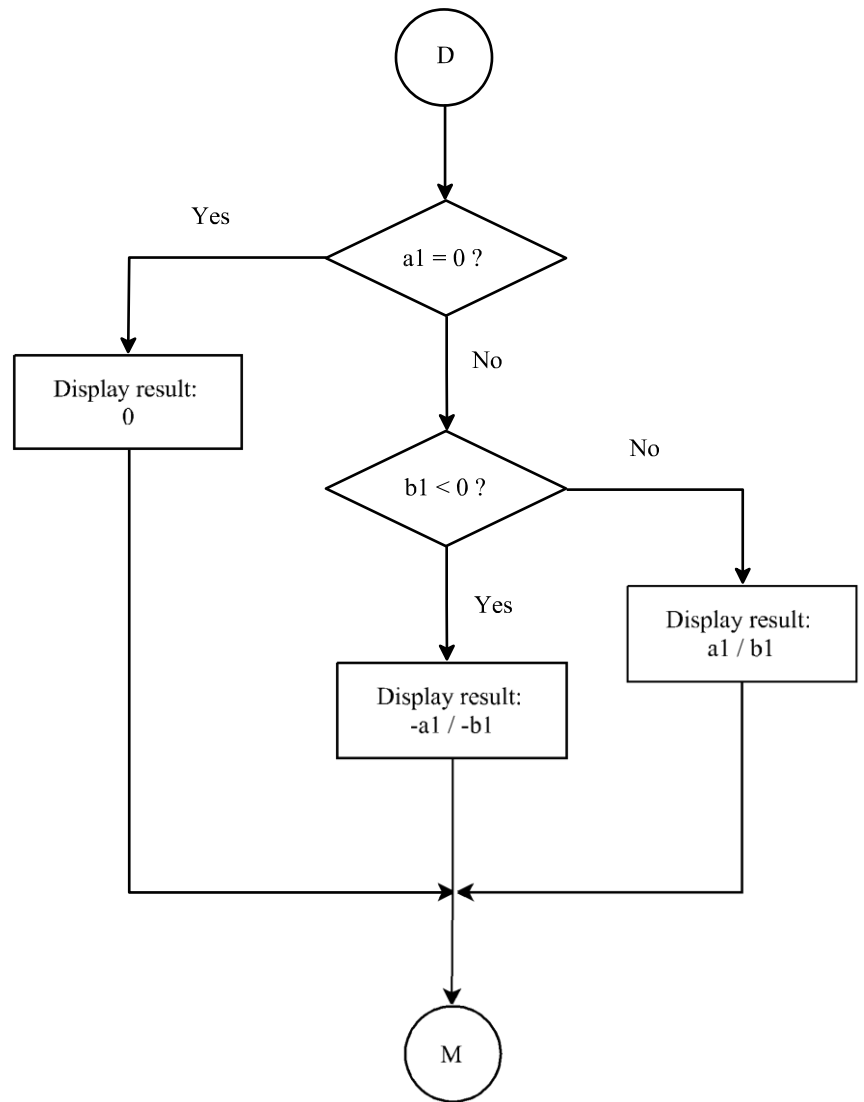 D
Yes
a1 = 0 ?
No
Display result:
0
No
b1 < 0 ?
Yes
Display result:
a1 / b1
Display result:
-a1 / -b1
M